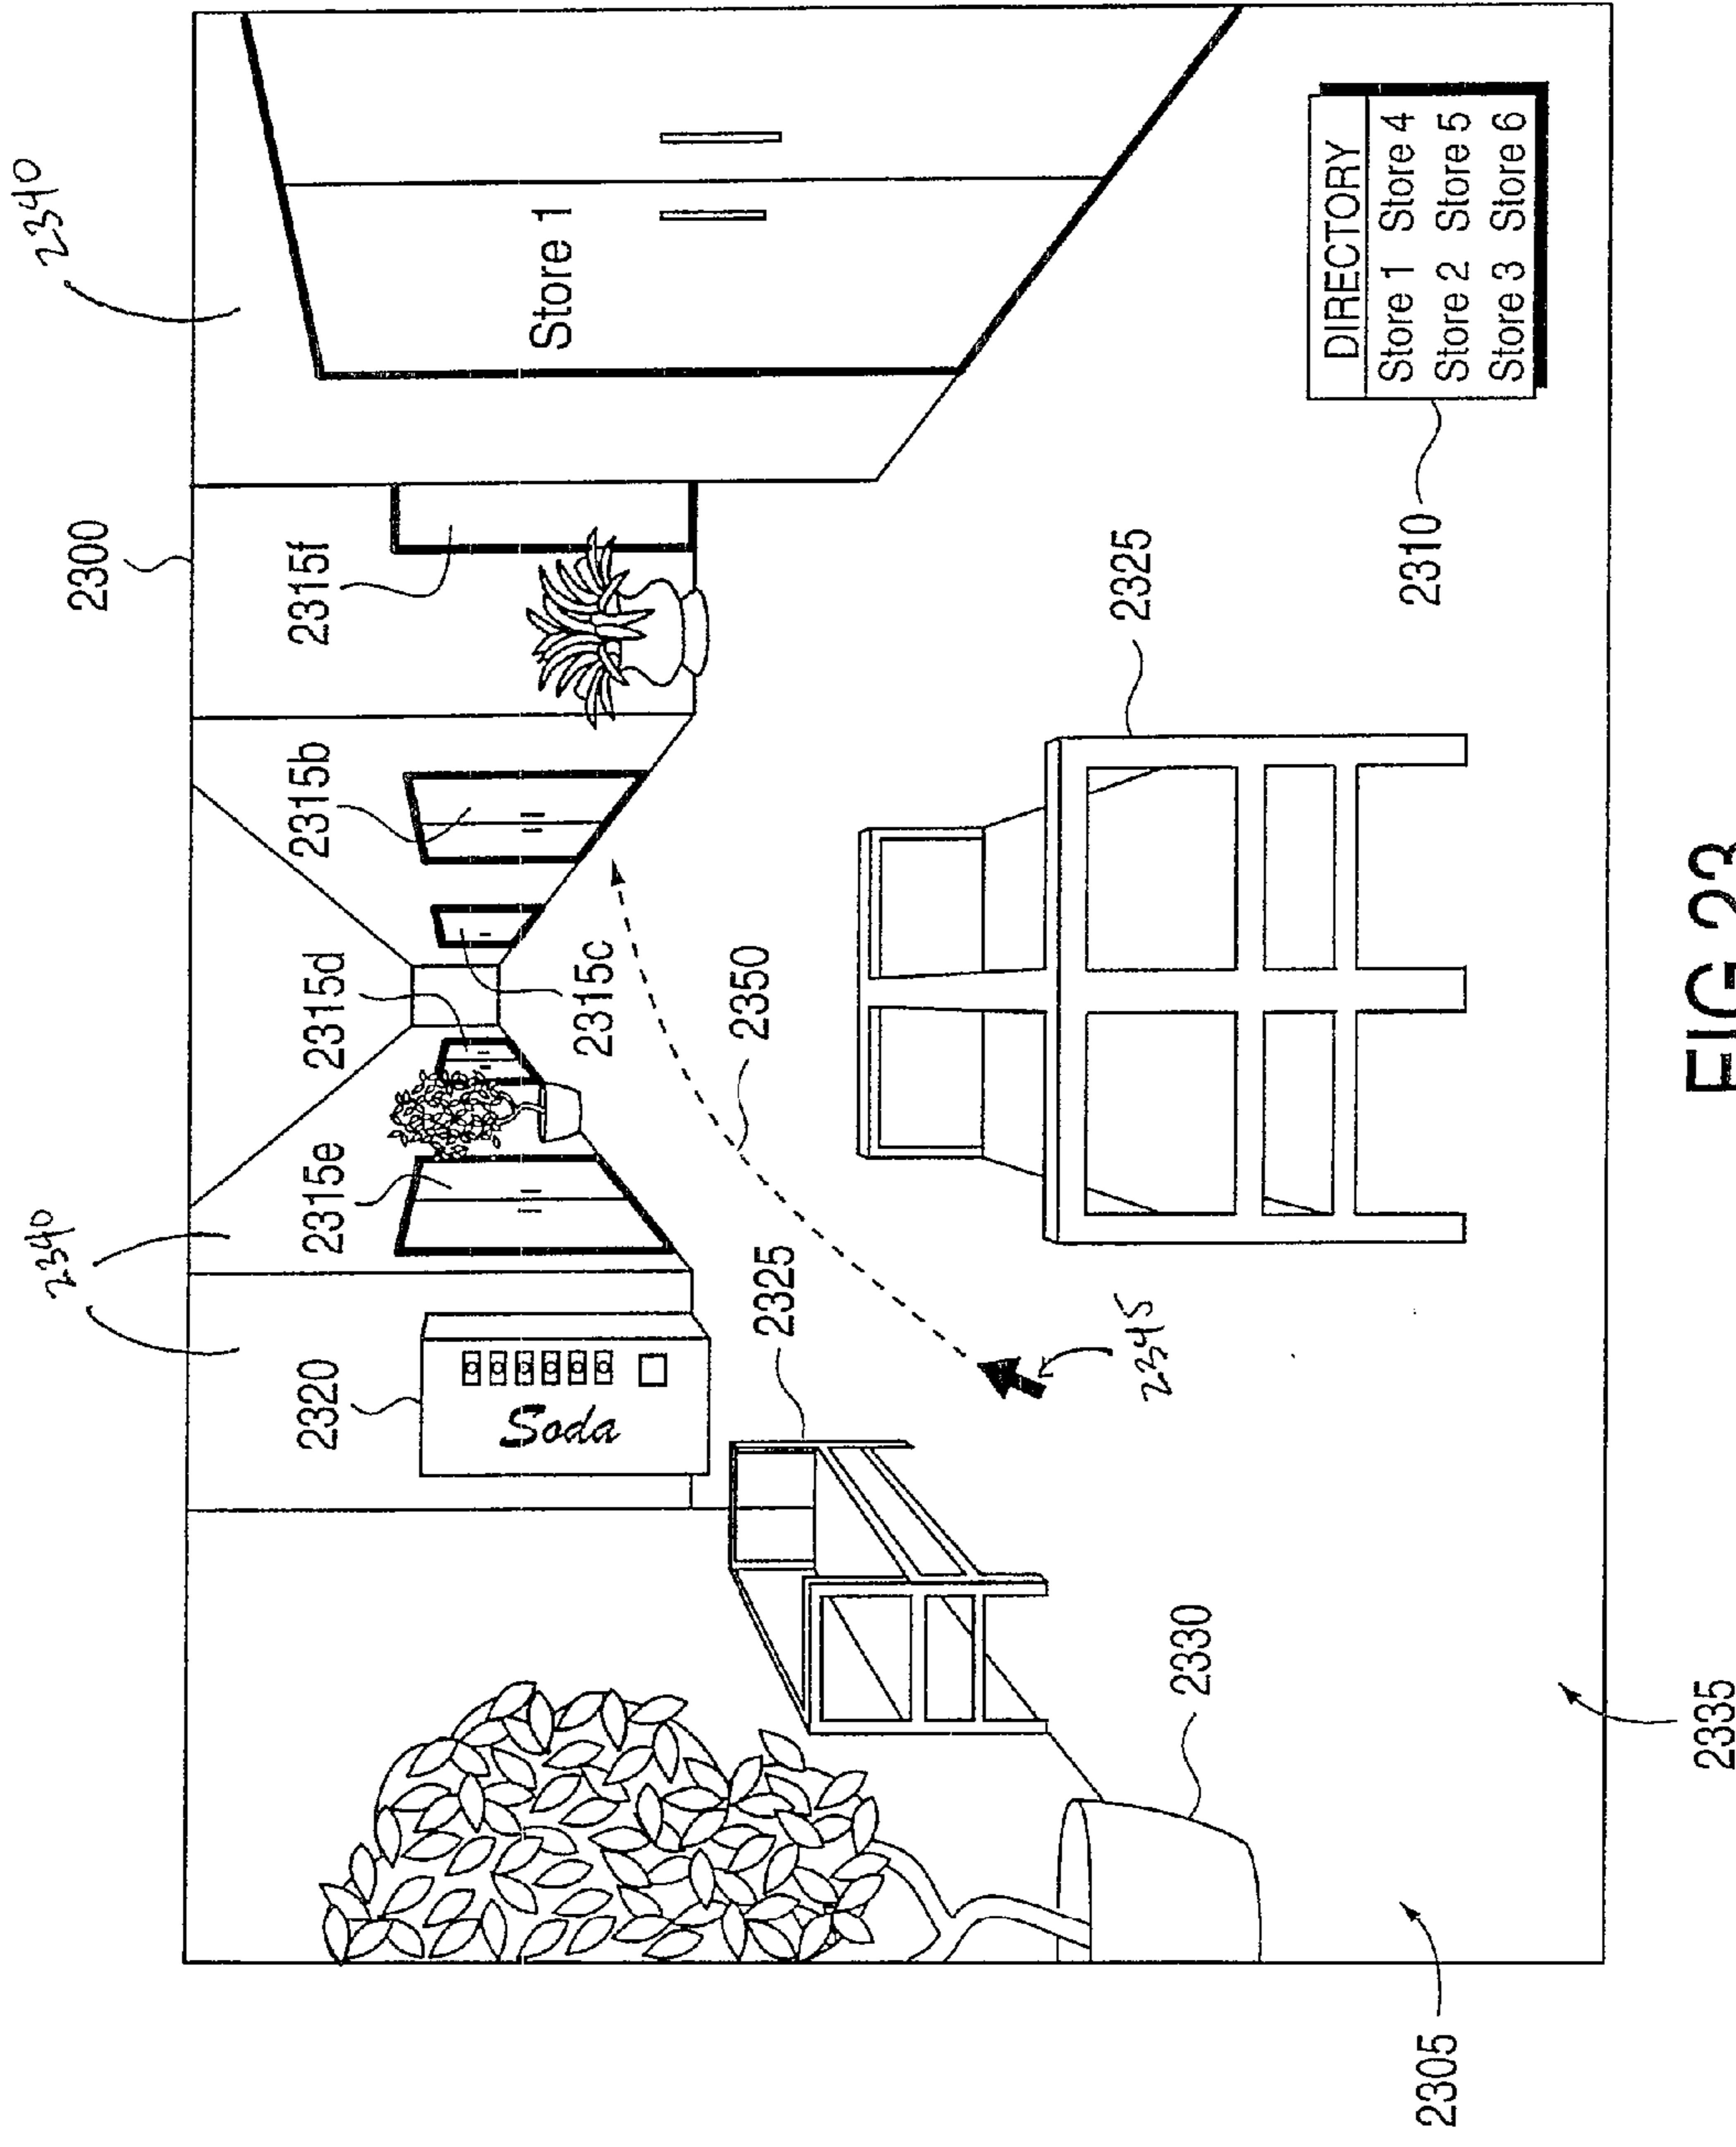 2340
2300
2340
2315f
2315b
2315d
2315e
2320
Soda
2315c
Store 1
2325
2350
2325
2345
2330
DIRECTORY
Store 1 Store 4
Store 2 Store 5
Store 3 Store 6
2310
2305
2335
FIG 23